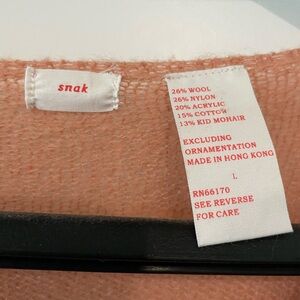 snak
26% WOOL
26% NYLON
20% ACRYLIC
15% COTTON
13% KID MOHAIR
EXCLUDING
ORNAMENTATION
MADE IN HONG KONG
L
RN66170
SEE REVERSE
FOR CARE